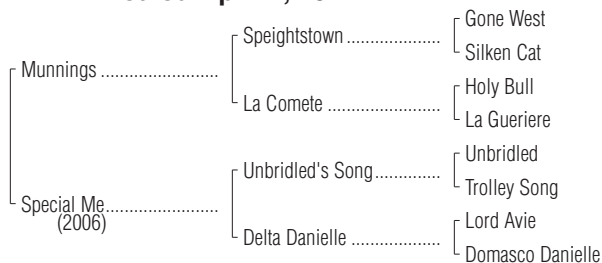 Gone West
Speightstown
Silken Cat
Munnings
Holy Bull
La Comete
La Gueriere
Unbridled
Unbridled's Song
Trolley Song
Special Me
(2006)
Lord Avie
Delta Danielle
Domasco Danielle